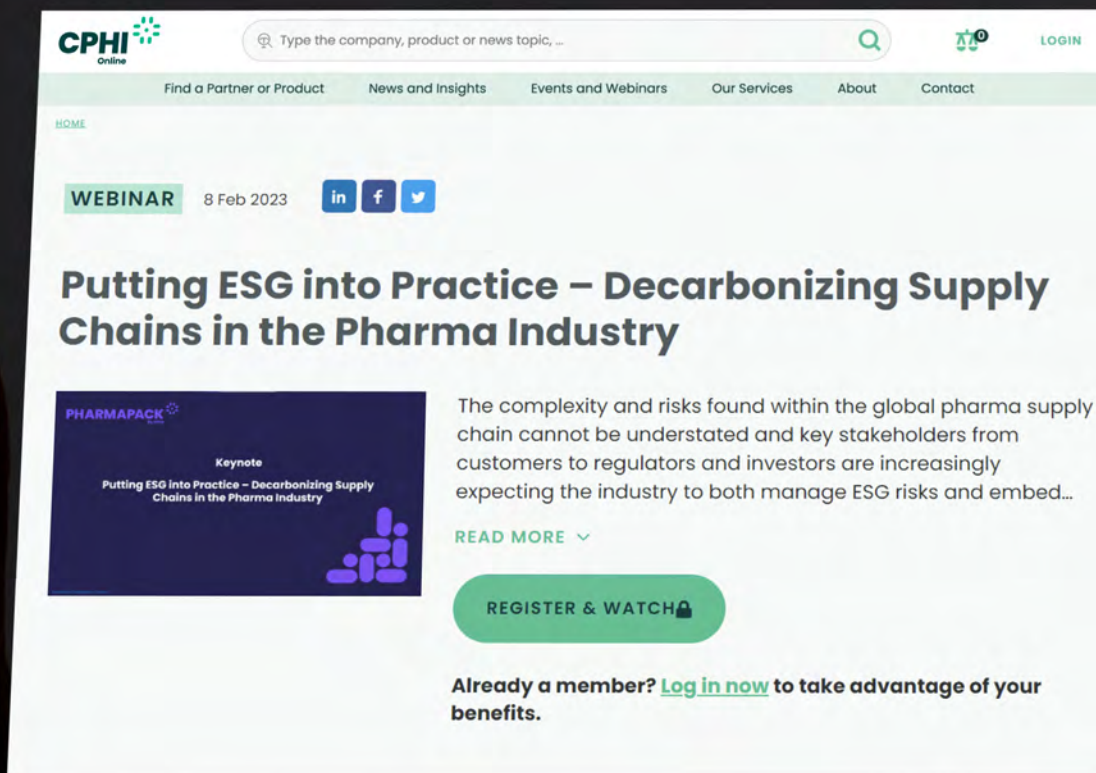 CPHI
Online
Type the company, product or news topic, ...
0
LOGIN
Find a Partner or Product News and Insights Events and Webinars Our Services About Contact
HOME
WEBINAR 8 Feb 2023 in f
Putting ESG into Practice – Decarbonizing Supply
Chains in the Pharma Industry
PHARMAPACK
Keynote
Putting ESG into Practice – Decarbonizing Supply
Chains in the Pharma Industry
The complexity and risks found within the global pharma supply
chain cannot be understated and key stakeholders from
customers to regulators and investors are increasingly
expecting the industry to both manage ESG risks and embed...
READ MORE
REGISTER & WATCH
Already a member? Log in now to take advantage of your
benefits.